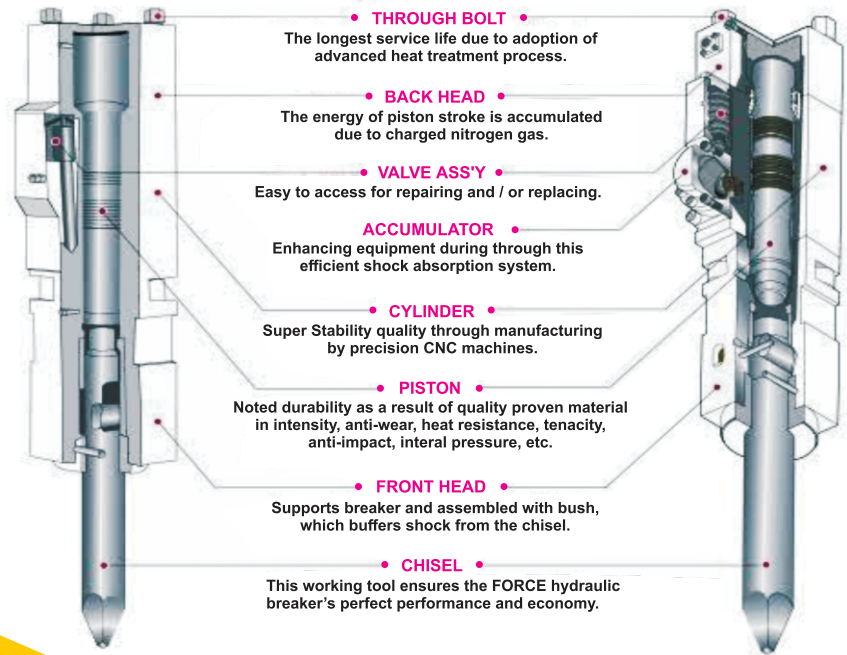 THROUGH BOLT
The longest service life due to adoption of
advanced heat treatment process.
BACK HEAD
The energy of piston stroke is accumulated
due to charged nitrogen gas.
VALVE ASS'Y
Easy to access for repairing and / or replacing.
ACCUMULATOR
Enhancing equipment during through this
efficient shock absorption system.
CYLINDER
Super Stability quality through manufacturing
by precision CNC machines.
PISTON
Noted durability as a result of quality proven material
in intensity, anti-wear, heat resistance, tenacity,
anti-impact, interal pressure, etc.
FRONT HEAD
Supports breaker and assembled with bush,
which buffers shock from the chisel.
CHISEL
This working tool ensures the FORCE hydraulic
breaker’s perfect performance and economy.